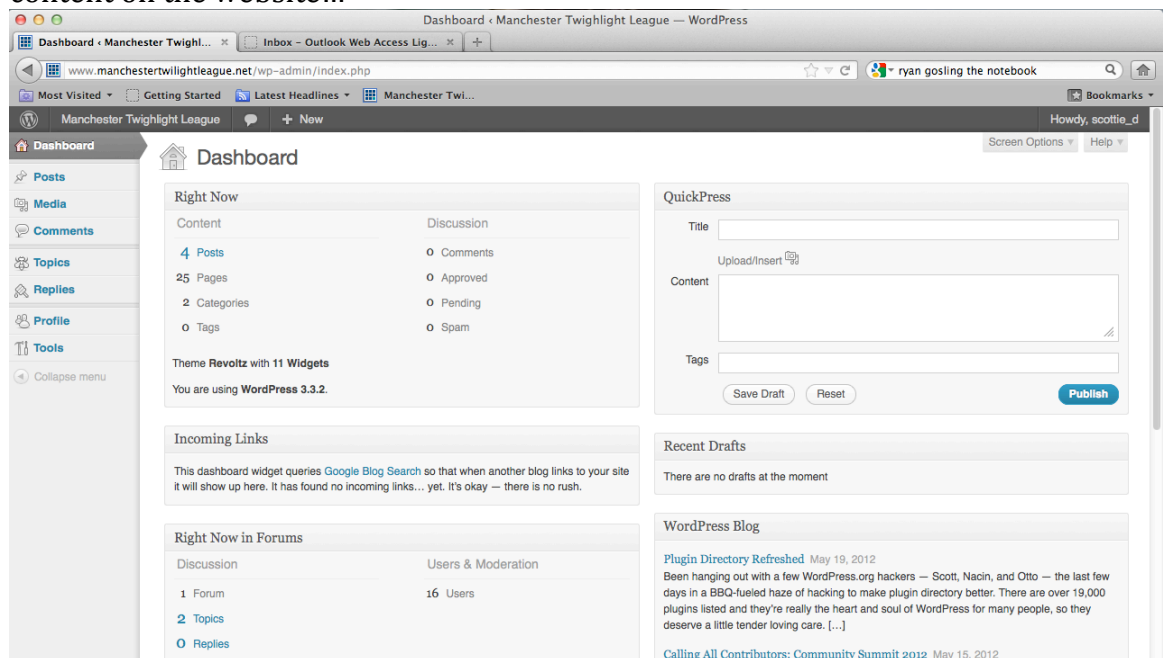 content on the website...
Dashboard ‹ Manchester Twighlight League — WordPress
Dashboard ‹ Manchester Twighl... × Inbox – Outlook Web Access Lig... × +
www.manchestertwilightleague.net/wp-admin/index.php ryan gosling the notebook
Most Visited Getting Started Latest Headlines Manchester Twi... Bookmarks
Manchester Twighlight League + New Howdy, scottie_d
Screen Options Help
Dashboard
Posts
Media
Comments
Topics
Replies
Profile
Tools
Collapse menu
Dashboard
Right Now
Content Discussion
4 Posts 0 Comments
25 Pages 0 Approved
2 Categories 0 Pending
0 Tags 0 Spam
Theme Revoltz with 11 Widgets
You are using WordPress 3.3.2.
Incoming Links
This dashboard widget queries Google Blog Search so that when another blog links to your site
it will show up here. It has found no incoming links… yet. It's okay — there is no rush.
Right Now in Forums
Discussion Users & Moderation
1 Forum 16 Users
2 Topics
0 Replies
QuickPress
Title
Upload/Insert
Content
Tags
Save Draft Reset Publish
Recent Drafts
There are no drafts at the moment
WordPress Blog
Plugin Directory Refreshed May 19, 2012
Been hanging out with a few WordPress.org hackers — Scott, Nacin, and Otto — the last few
days in a BBQ-fueled haze of hacking to make plugin directory better. There are over 19,000
plugins listed and they're really the heart and soul of WordPress for many people, so they
deserve a little tender loving care. […]
Calling All Contributors: Community Summit 2012 May 15, 2012